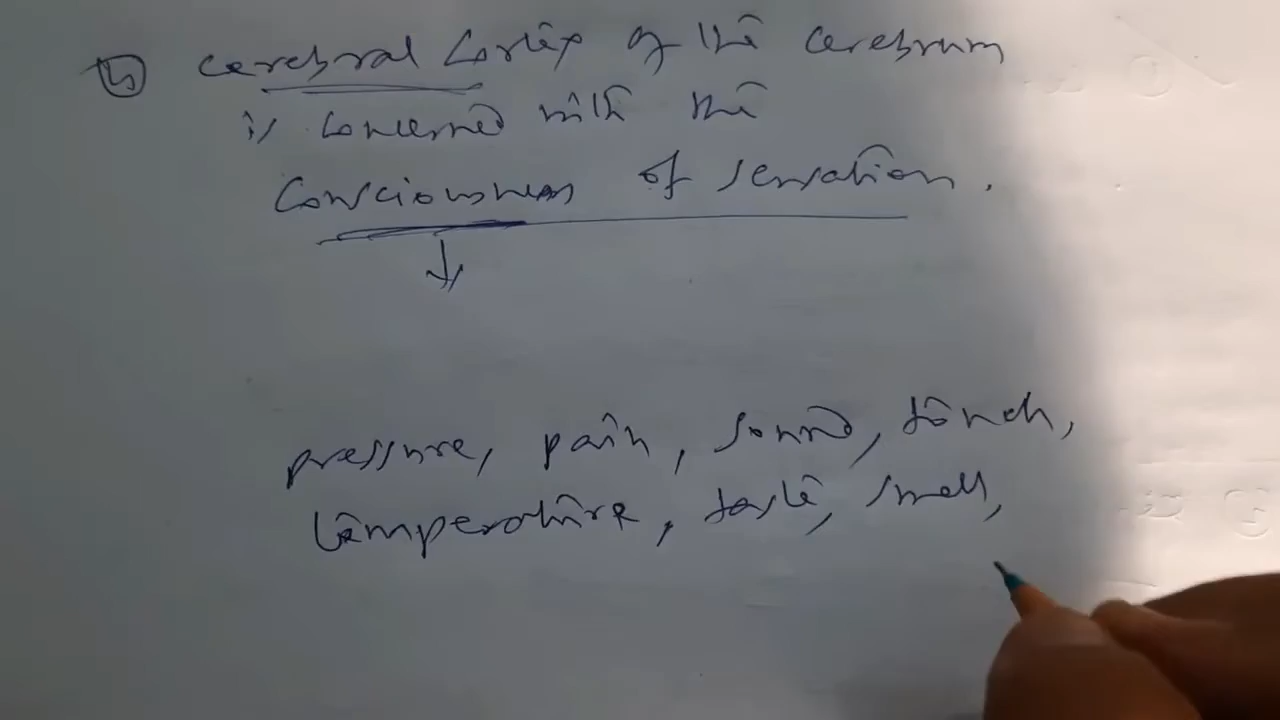 b) Cerebral Cortex of the Cerebrum
is concerned with the
Consciousness of sensation.
pressure, pain, sound, touch,
temperature, taste, smell,